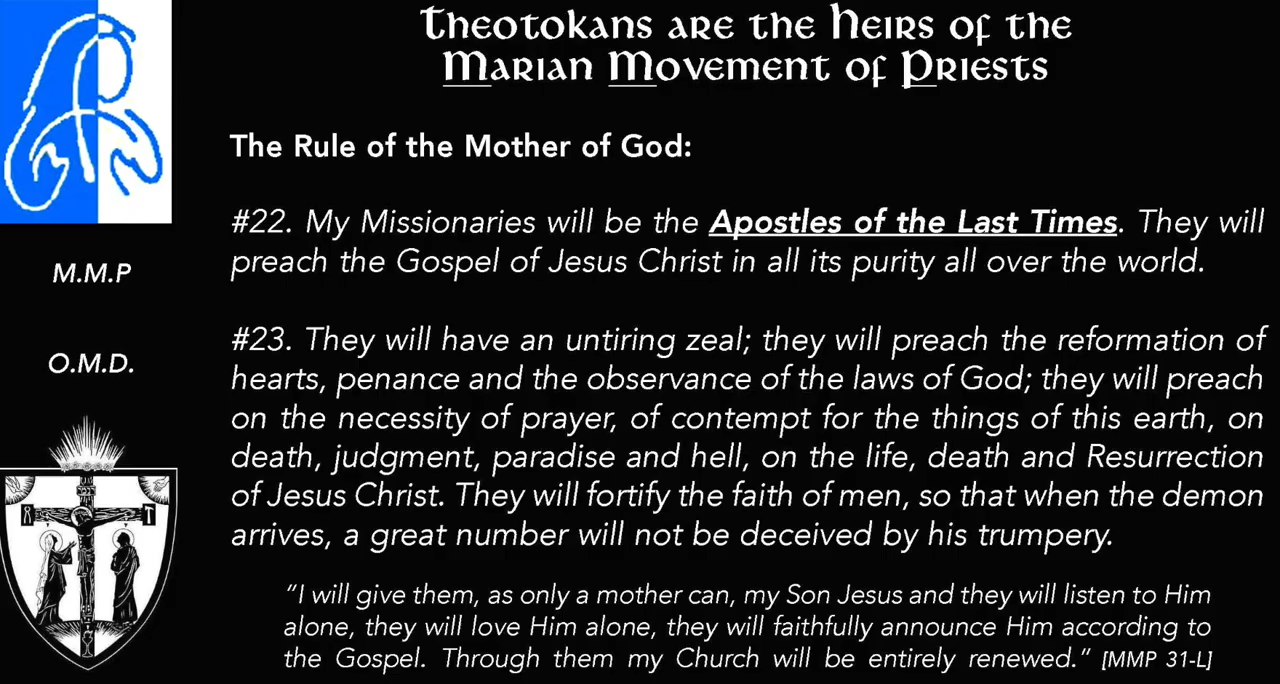 Theotokans are the Heirs of the
Marian Movement of Priests
The Rule of the Mother of God:
#22. My Missionaries will be the Apostles of the Last Times. They will
preach the Gospel of Jesus Christ in all its purity all over the world.
M.M.P
#23. They will have an untiring zeal; they will preach the reformation of
O.M.D.
hearts, penance and the observance of the laws of God; they will preach
on the necessity of prayer, of contempt for the things of this earth, on
death, judgment, paradise and hell, on the life, death and Resurrection
of Jesus Christ. They will fortify the faith of men, so that when the demon
arrives, a great number will not be deceived by his trumpery.
“I will give them, as only a mother can, my Son Jesus and they will listen to Him
alone, they will love Him alone, they will faithfully announce Him according to
the Gospel. Through them my Church will be entirely renewed.” [MMP 31-L]